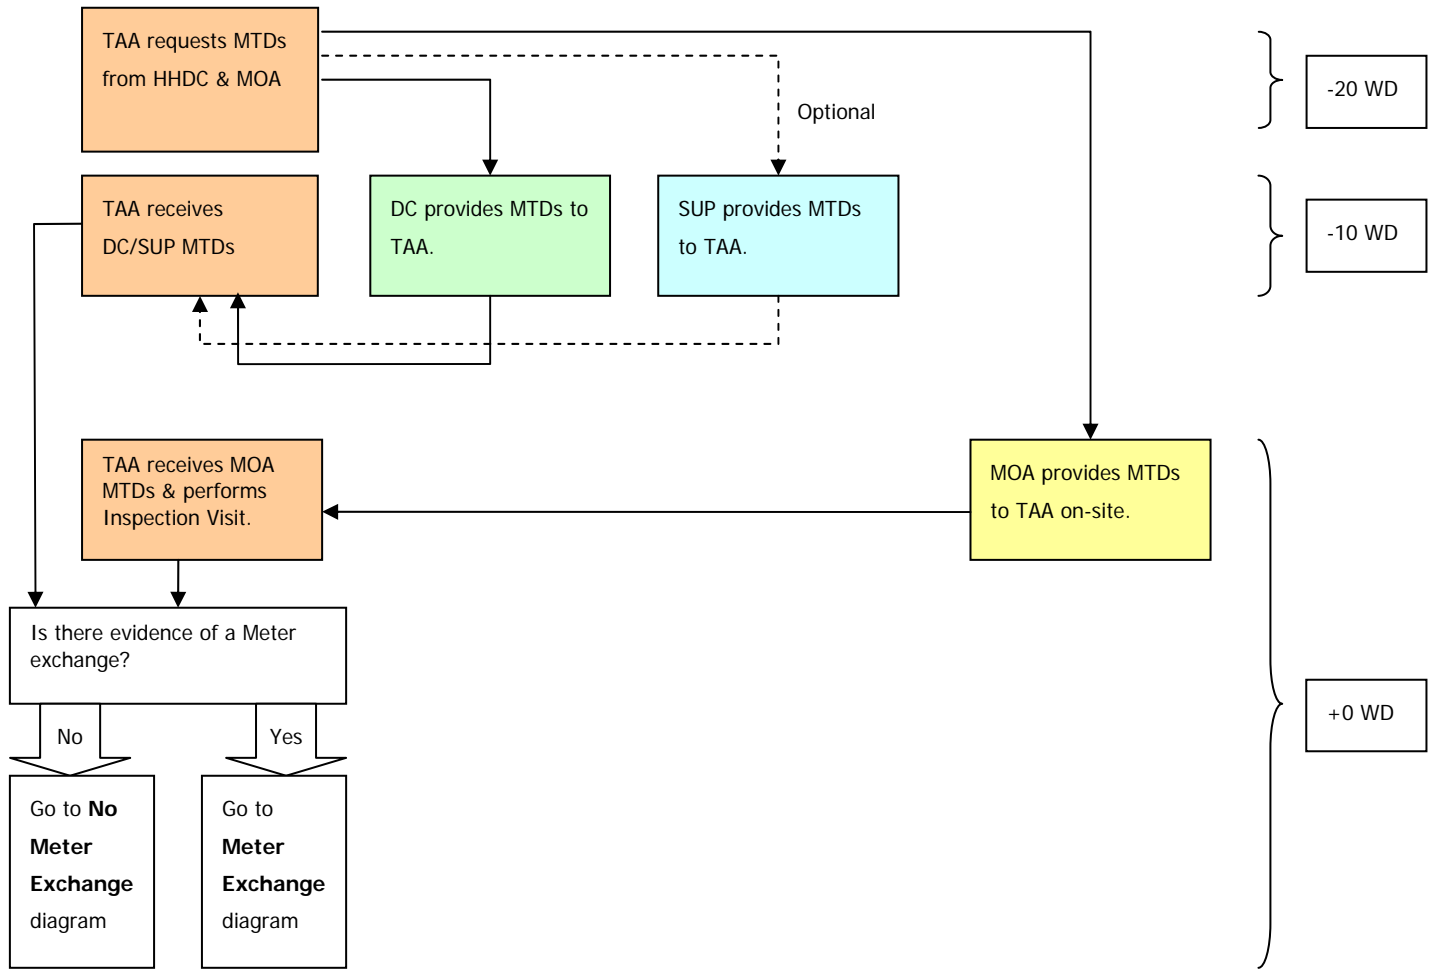 TAA requests MTDs
from HHDC & MOA
Optional
-20 WD
TAA receives
DC/SUP MTDs
DC provides MTDs to
TAA.
SUP provides MTDs
to TAA.
-10 WD
TAA receives MOA
MTDs & performs
Inspection Visit.
MOA provides MTDs
to TAA on-site.
Is there evidence of a Meter
exchange?
+0 WD
No
Yes
Go to No
Meter
Exchange
diagram
Go to
Meter
Exchange
diagram